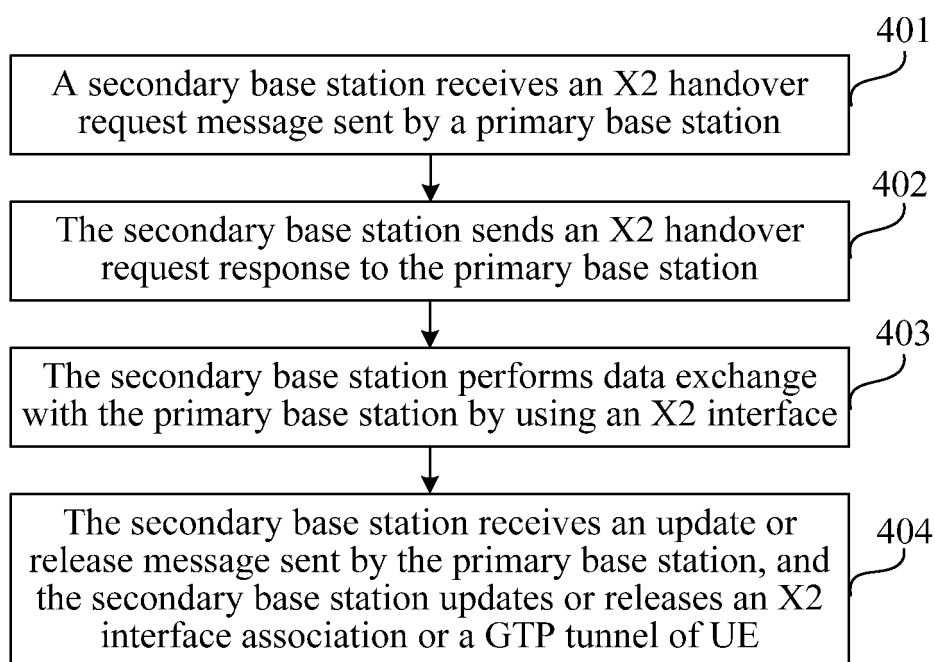 401
A secondary base station receives an X2 handover
request message sent by a primary base station
402
The secondary base station sends an X2 handover
request response to the primary base station
403
The secondary base station performs data exchange
with the primary base station by using an X2 interface
404
The secondary base station receives an update or
release message sent by the primary base station, and
the secondary base station updates or releases an X2
interface association or a GTP tunnel of UE